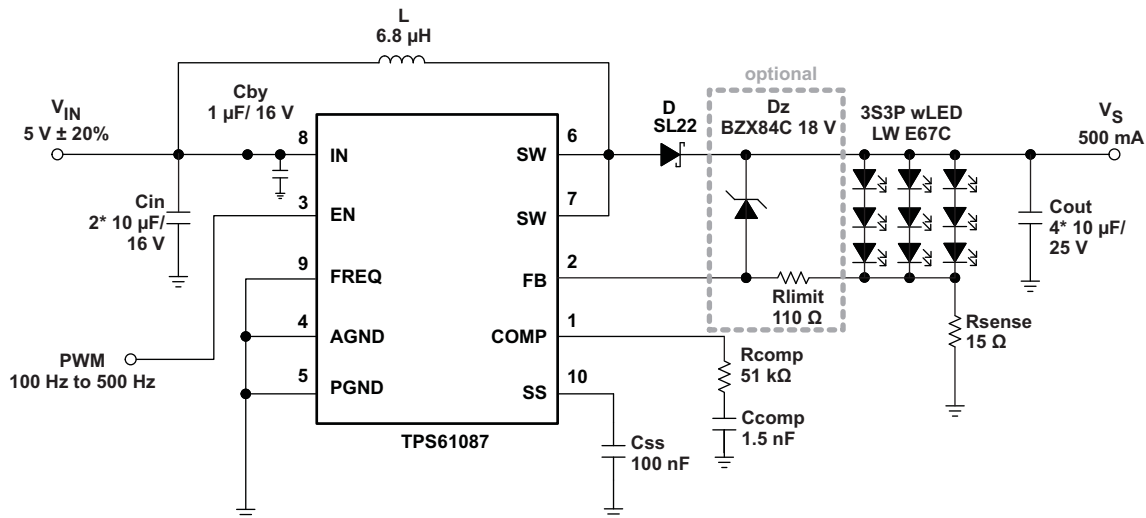 L
6.8 µH
optional
Cby
1 µF/ 16 V
VIN
5 V ± 20%
D
SL22
Dz
BZX84C 18 V
3S3P wLED
LW E67C
VS
500 mA
8
IN
6
SW
Cin
2* 10 µF/
16 V
3
EN
7
SW
Cout
4* 10 µF/
25 V
9
FREQ
2
FB
Rlimit
110 Ω
4
AGND
1
COMP
Rsense
15 Ω
PWM
100 Hz to 500 Hz
Rcomp
51 kΩ
5
PGND
10
SS
Ccomp
1.5 nF
TPS61087
Css
100 nF